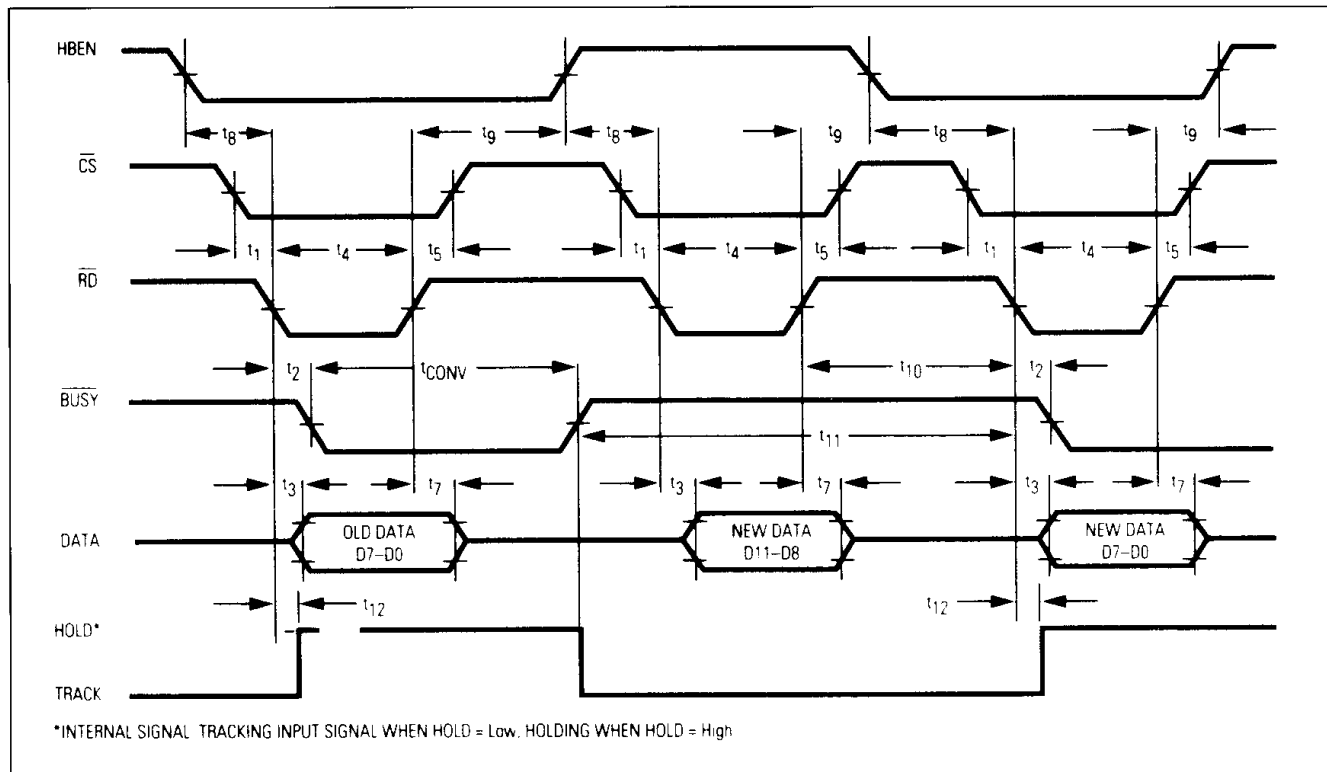 HBEN
t8 t9 t8 t9 t8 t9
CS
t1 t4 t5 t1 t4 t5 t1 t4 t5
RD
t2 tCONV t10 t2
BUSY
t11
t3 t7 t3 t7 t3 t7
DATA
OLD DATA
D7–D0
NEW DATA
D11–D8
NEW DATA
D7–D0
t12 t12
HOLD*
TRACK
*INTERNAL SIGNAL TRACKING INPUT SIGNAL WHEN HOLD = Low, HOLDING WHEN HOLD = High